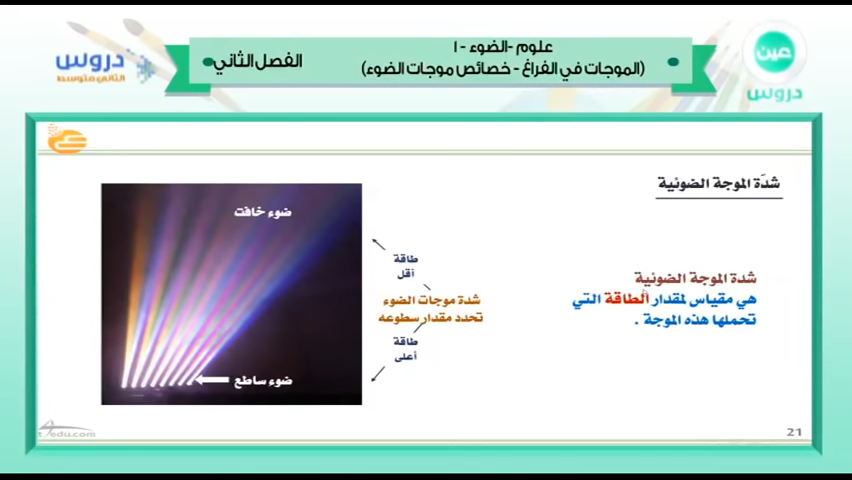 علوم -الضوء - ١
(الموجات في الفراغ - خصائص موجات الضوء)
الفصل الثاني
عين
دروس
دروس
الثاني متوسط
شدّة الموجة الضوئية
شدة الموجة الضوئية
هي مقياس لمقدار الطاقة التي
تحملها هذه الموجة .
طاقة
أقل
شدة موجات الضوء
تحدد مقدار سطوعه
طاقة
أعلى
ضوء خافت
ضوء ساطع
t4edu.com
21